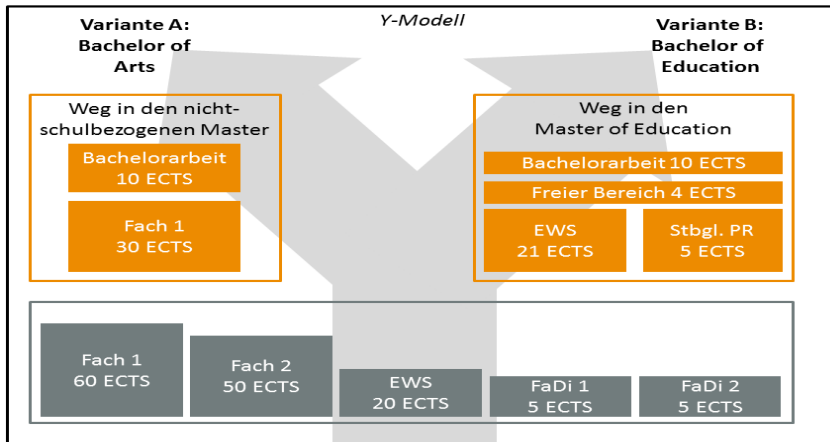 Y-Modell
Variante A:
Bachelor of
Arts
Variante B:
Bachelor of
Education
Weg in den nicht-
schulbezogenen Master
Bachelorarbeit
10 ECTS
Fach 1
30 ECTS
Weg in den
Master of Education
Bachelorarbeit 10 ECTS
Freier Bereich 4 ECTS
EWS
21 ECTS
Stbgl. PR
5 ECTS
Fach 1
60 ECTS
Fach 2
50 ECTS
EWS
20 ECTS
FaDi 1
5 ECTS
FaDi 2
5 ECTS